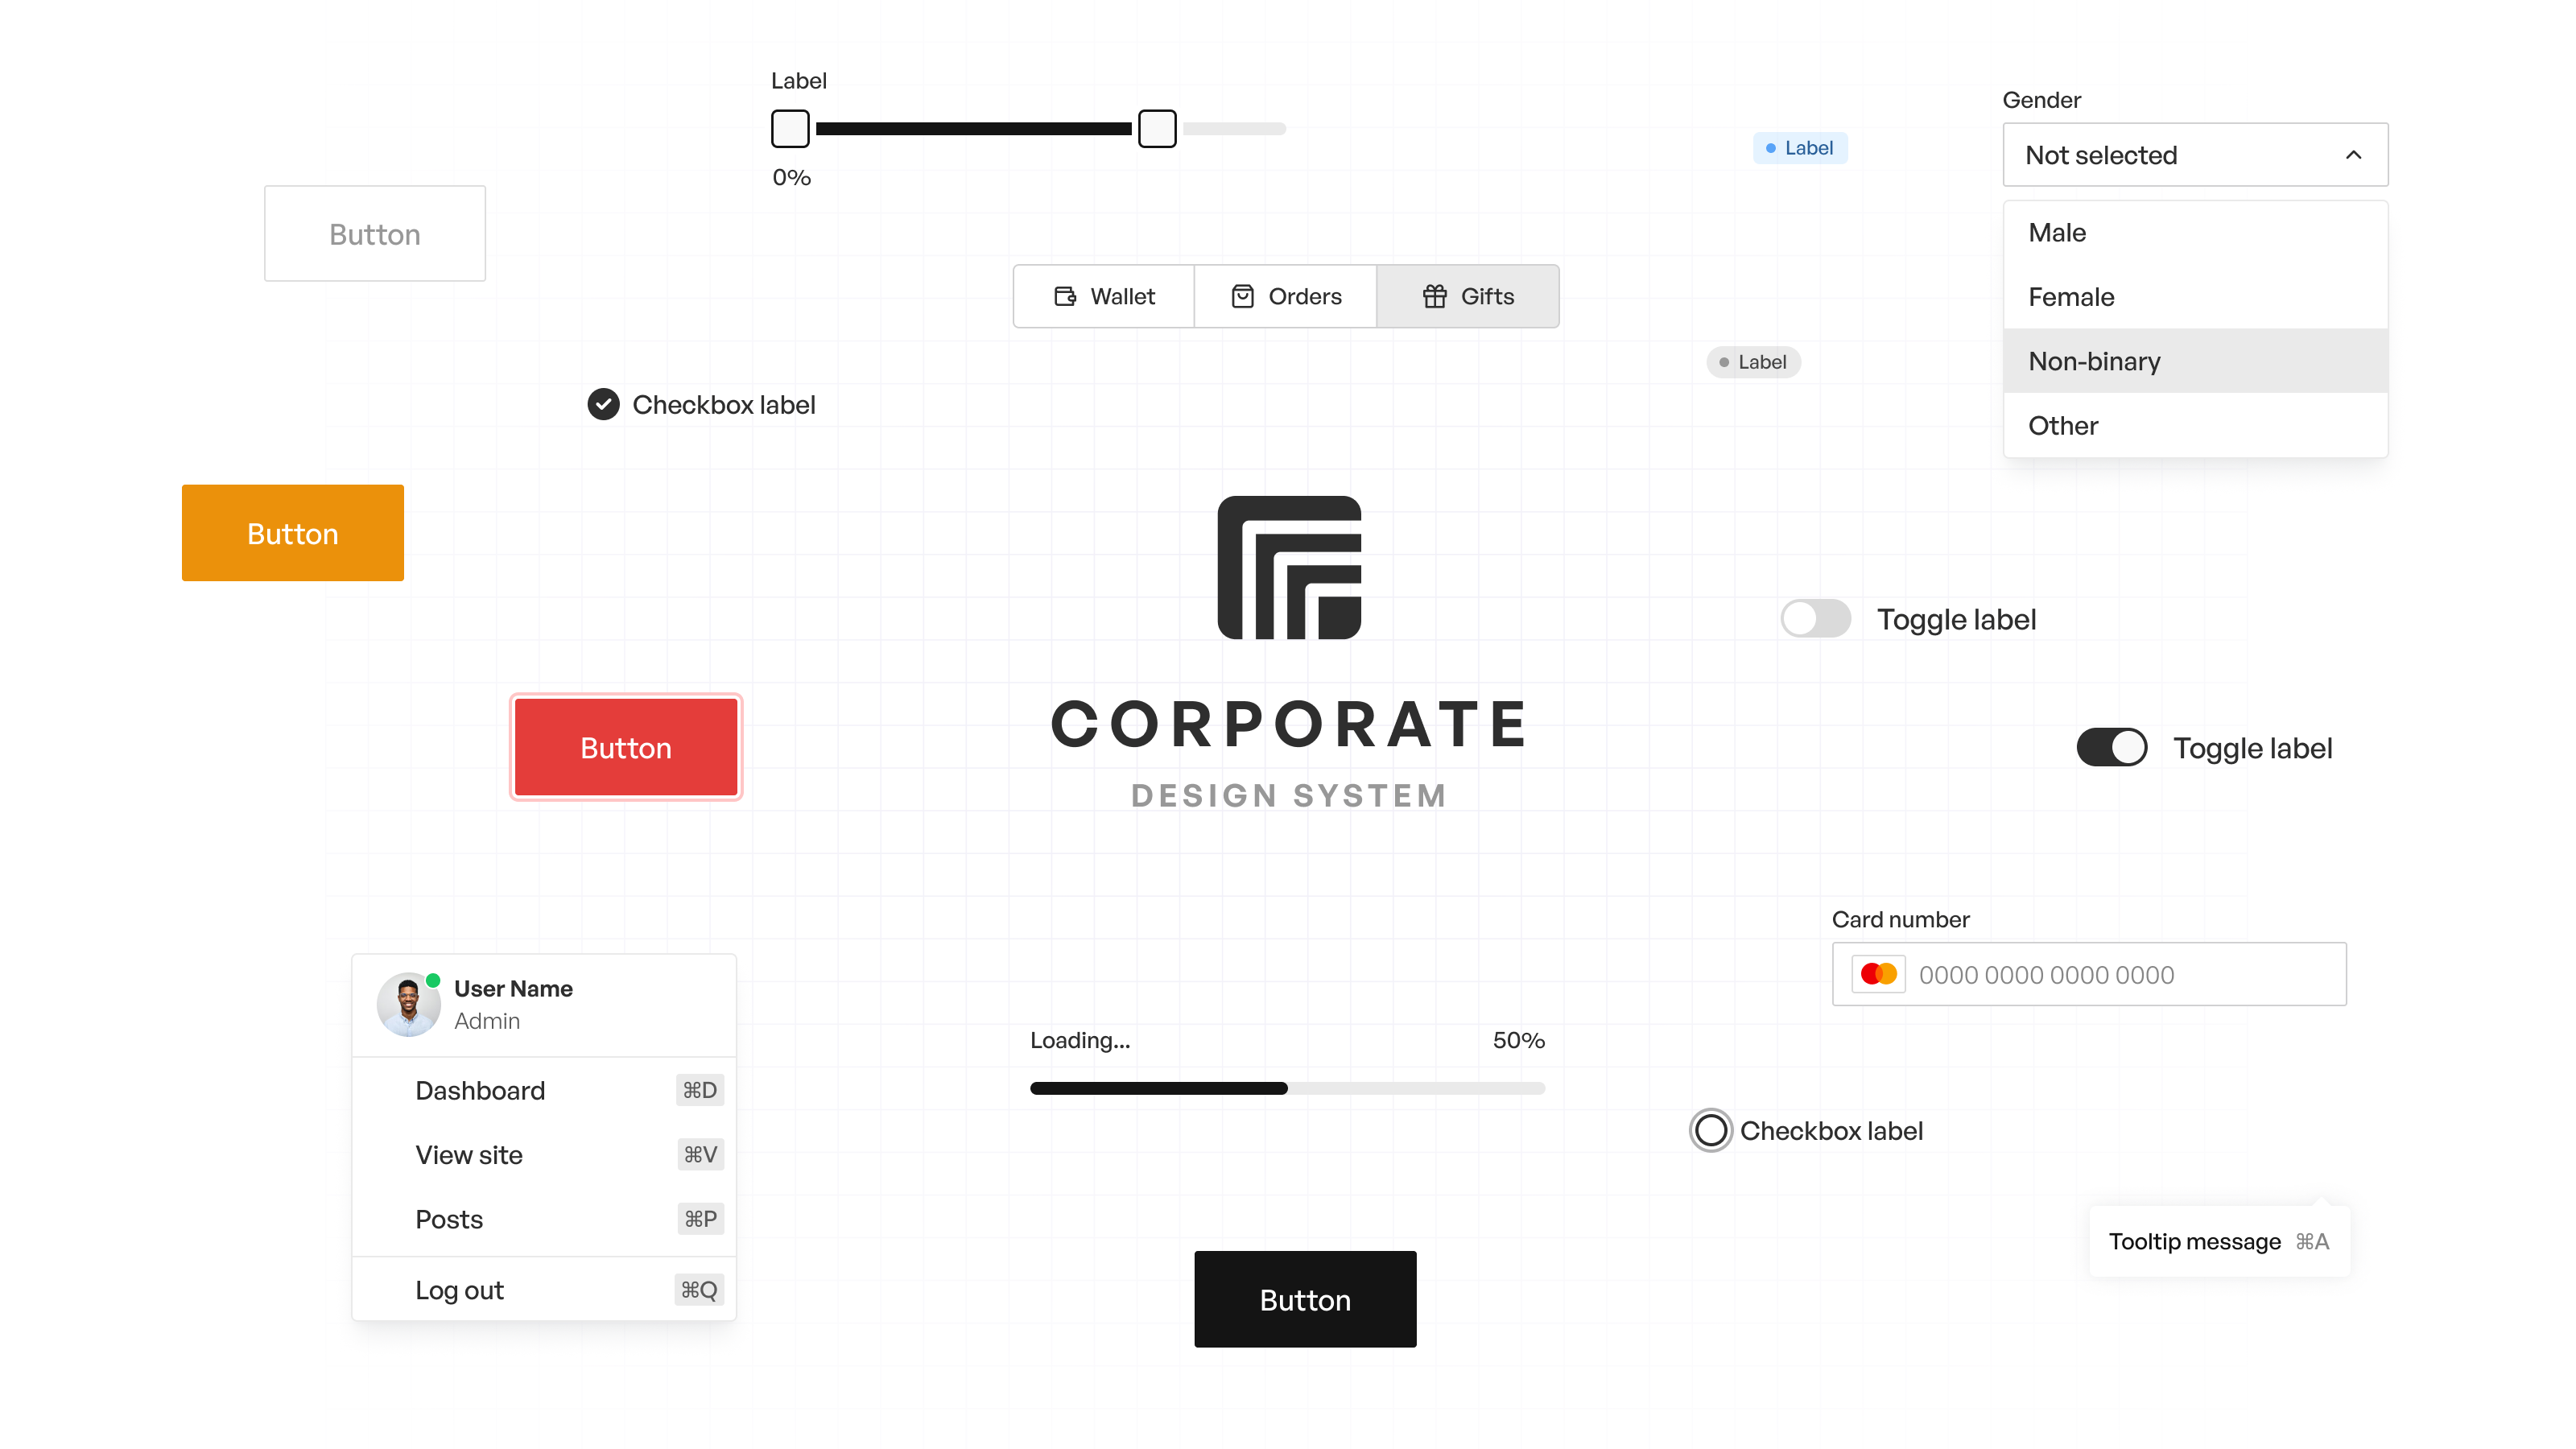 Label
0%
Gender
Not selected
Male
Female
Non-binary
Other
Label
Button
Wallet
Orders
Gifts
Label
Checkbox label
Button
Toggle label
Button
CORPORATE
DESIGN SYSTEM
Toggle label
Card number
0000 0000 0000 0000
User Name
Admin
Dashboard ⌘D
View site ⌘V
Posts ⌘P
Log out ⌘Q
Loading... 50%
Checkbox label
Tooltip message ⌘A
Button